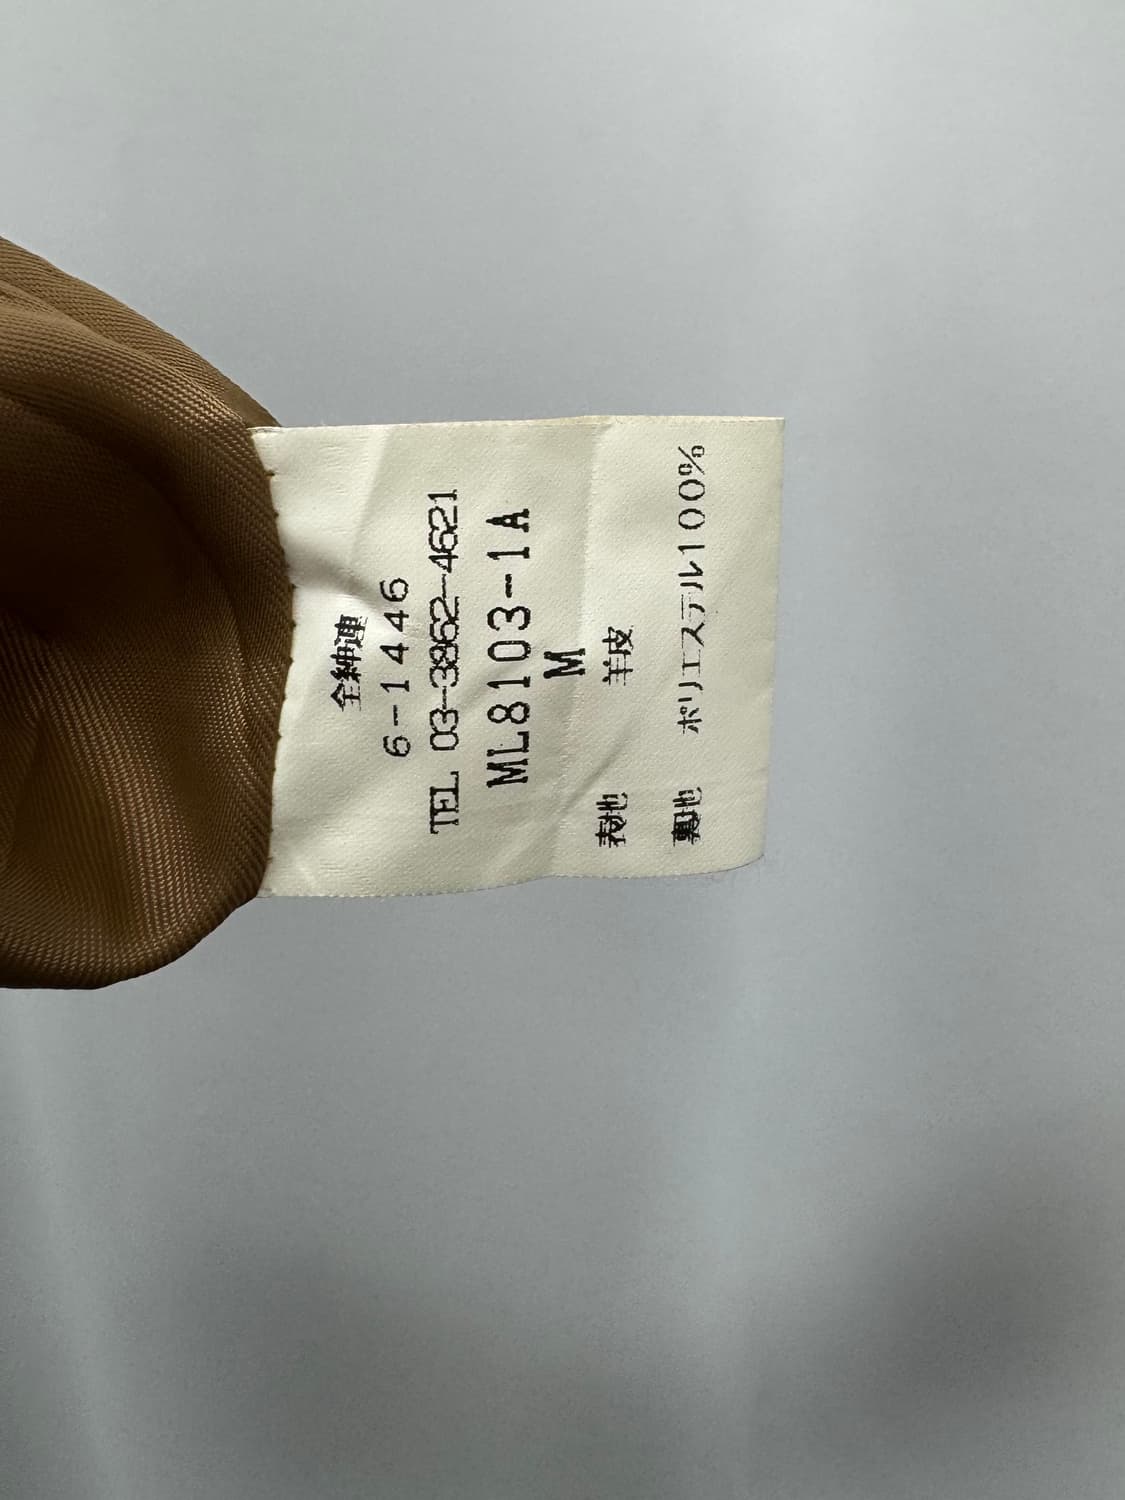 全紳連
6-1446
TEL 03-3862-4621
ML8103-1A
M
表地 羊皮
裏地 ポリエステル100%